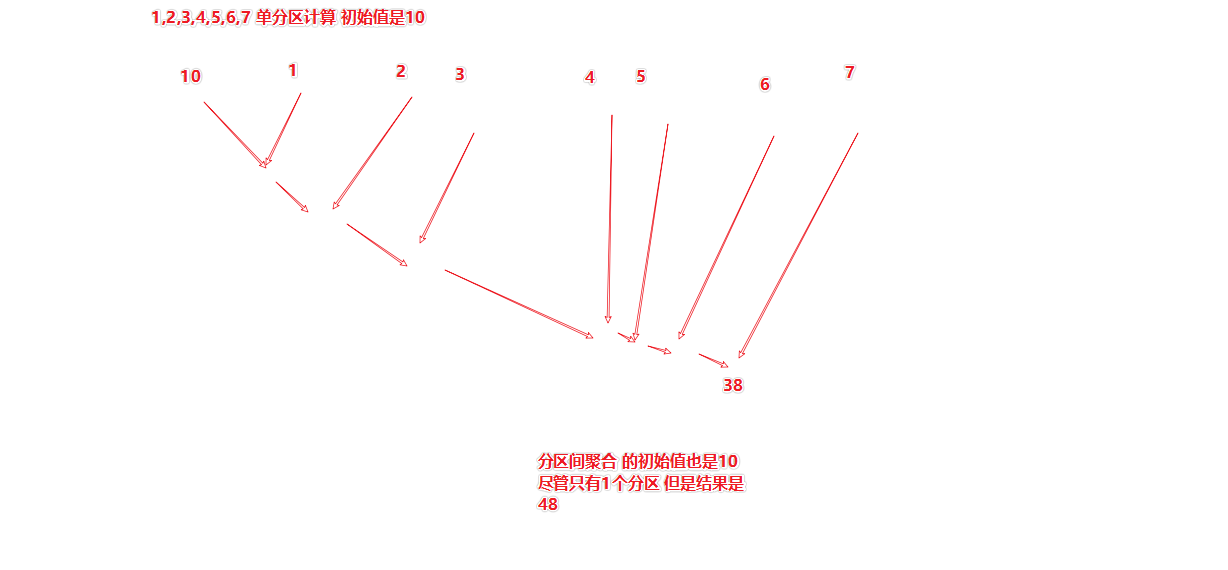 1,2,3,4,5,6,7 单分区计算 初始值是10
10 1 2 3 4 5 6 7
38
分区间聚合 的初始值也是10
尽管只有1个分区 但是结果是
48